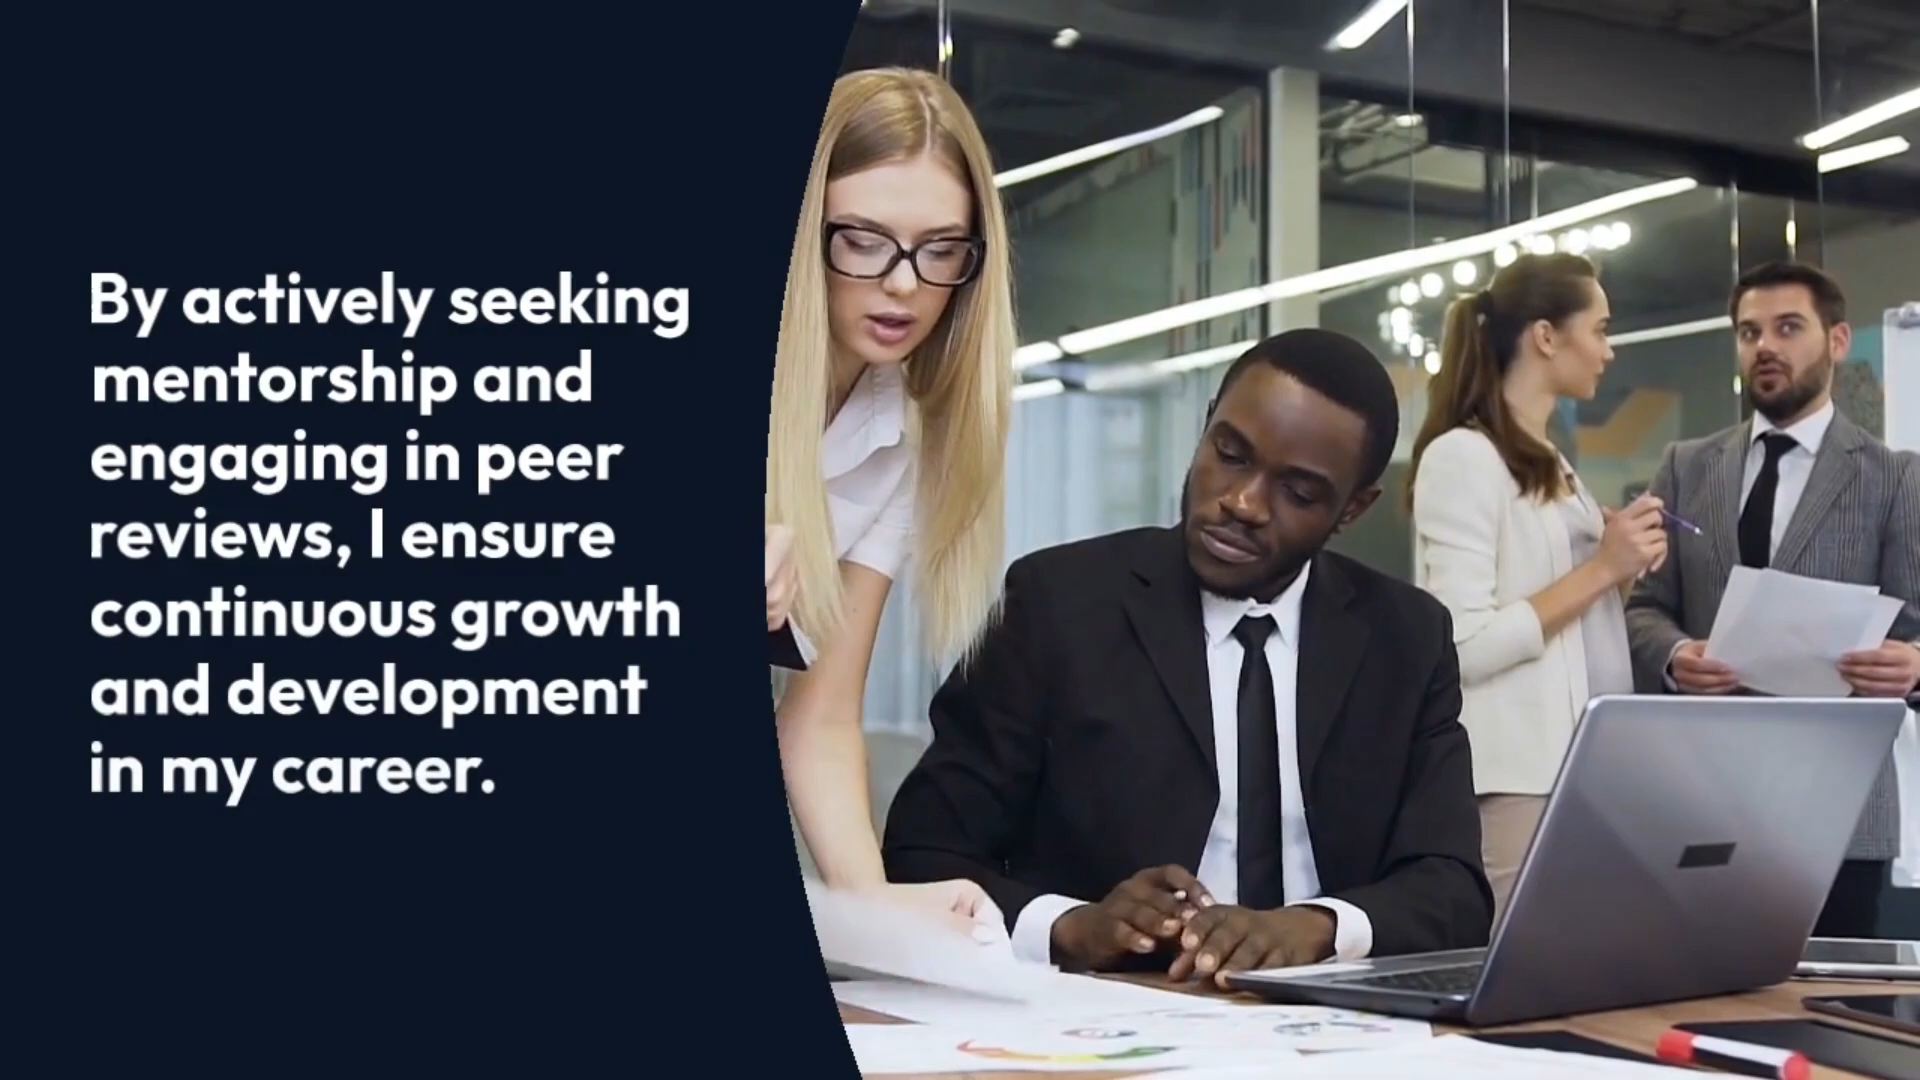 By actively seeking
mentorship and
engaging in peer
reviews, I ensure
continuous growth
and development
in my career.